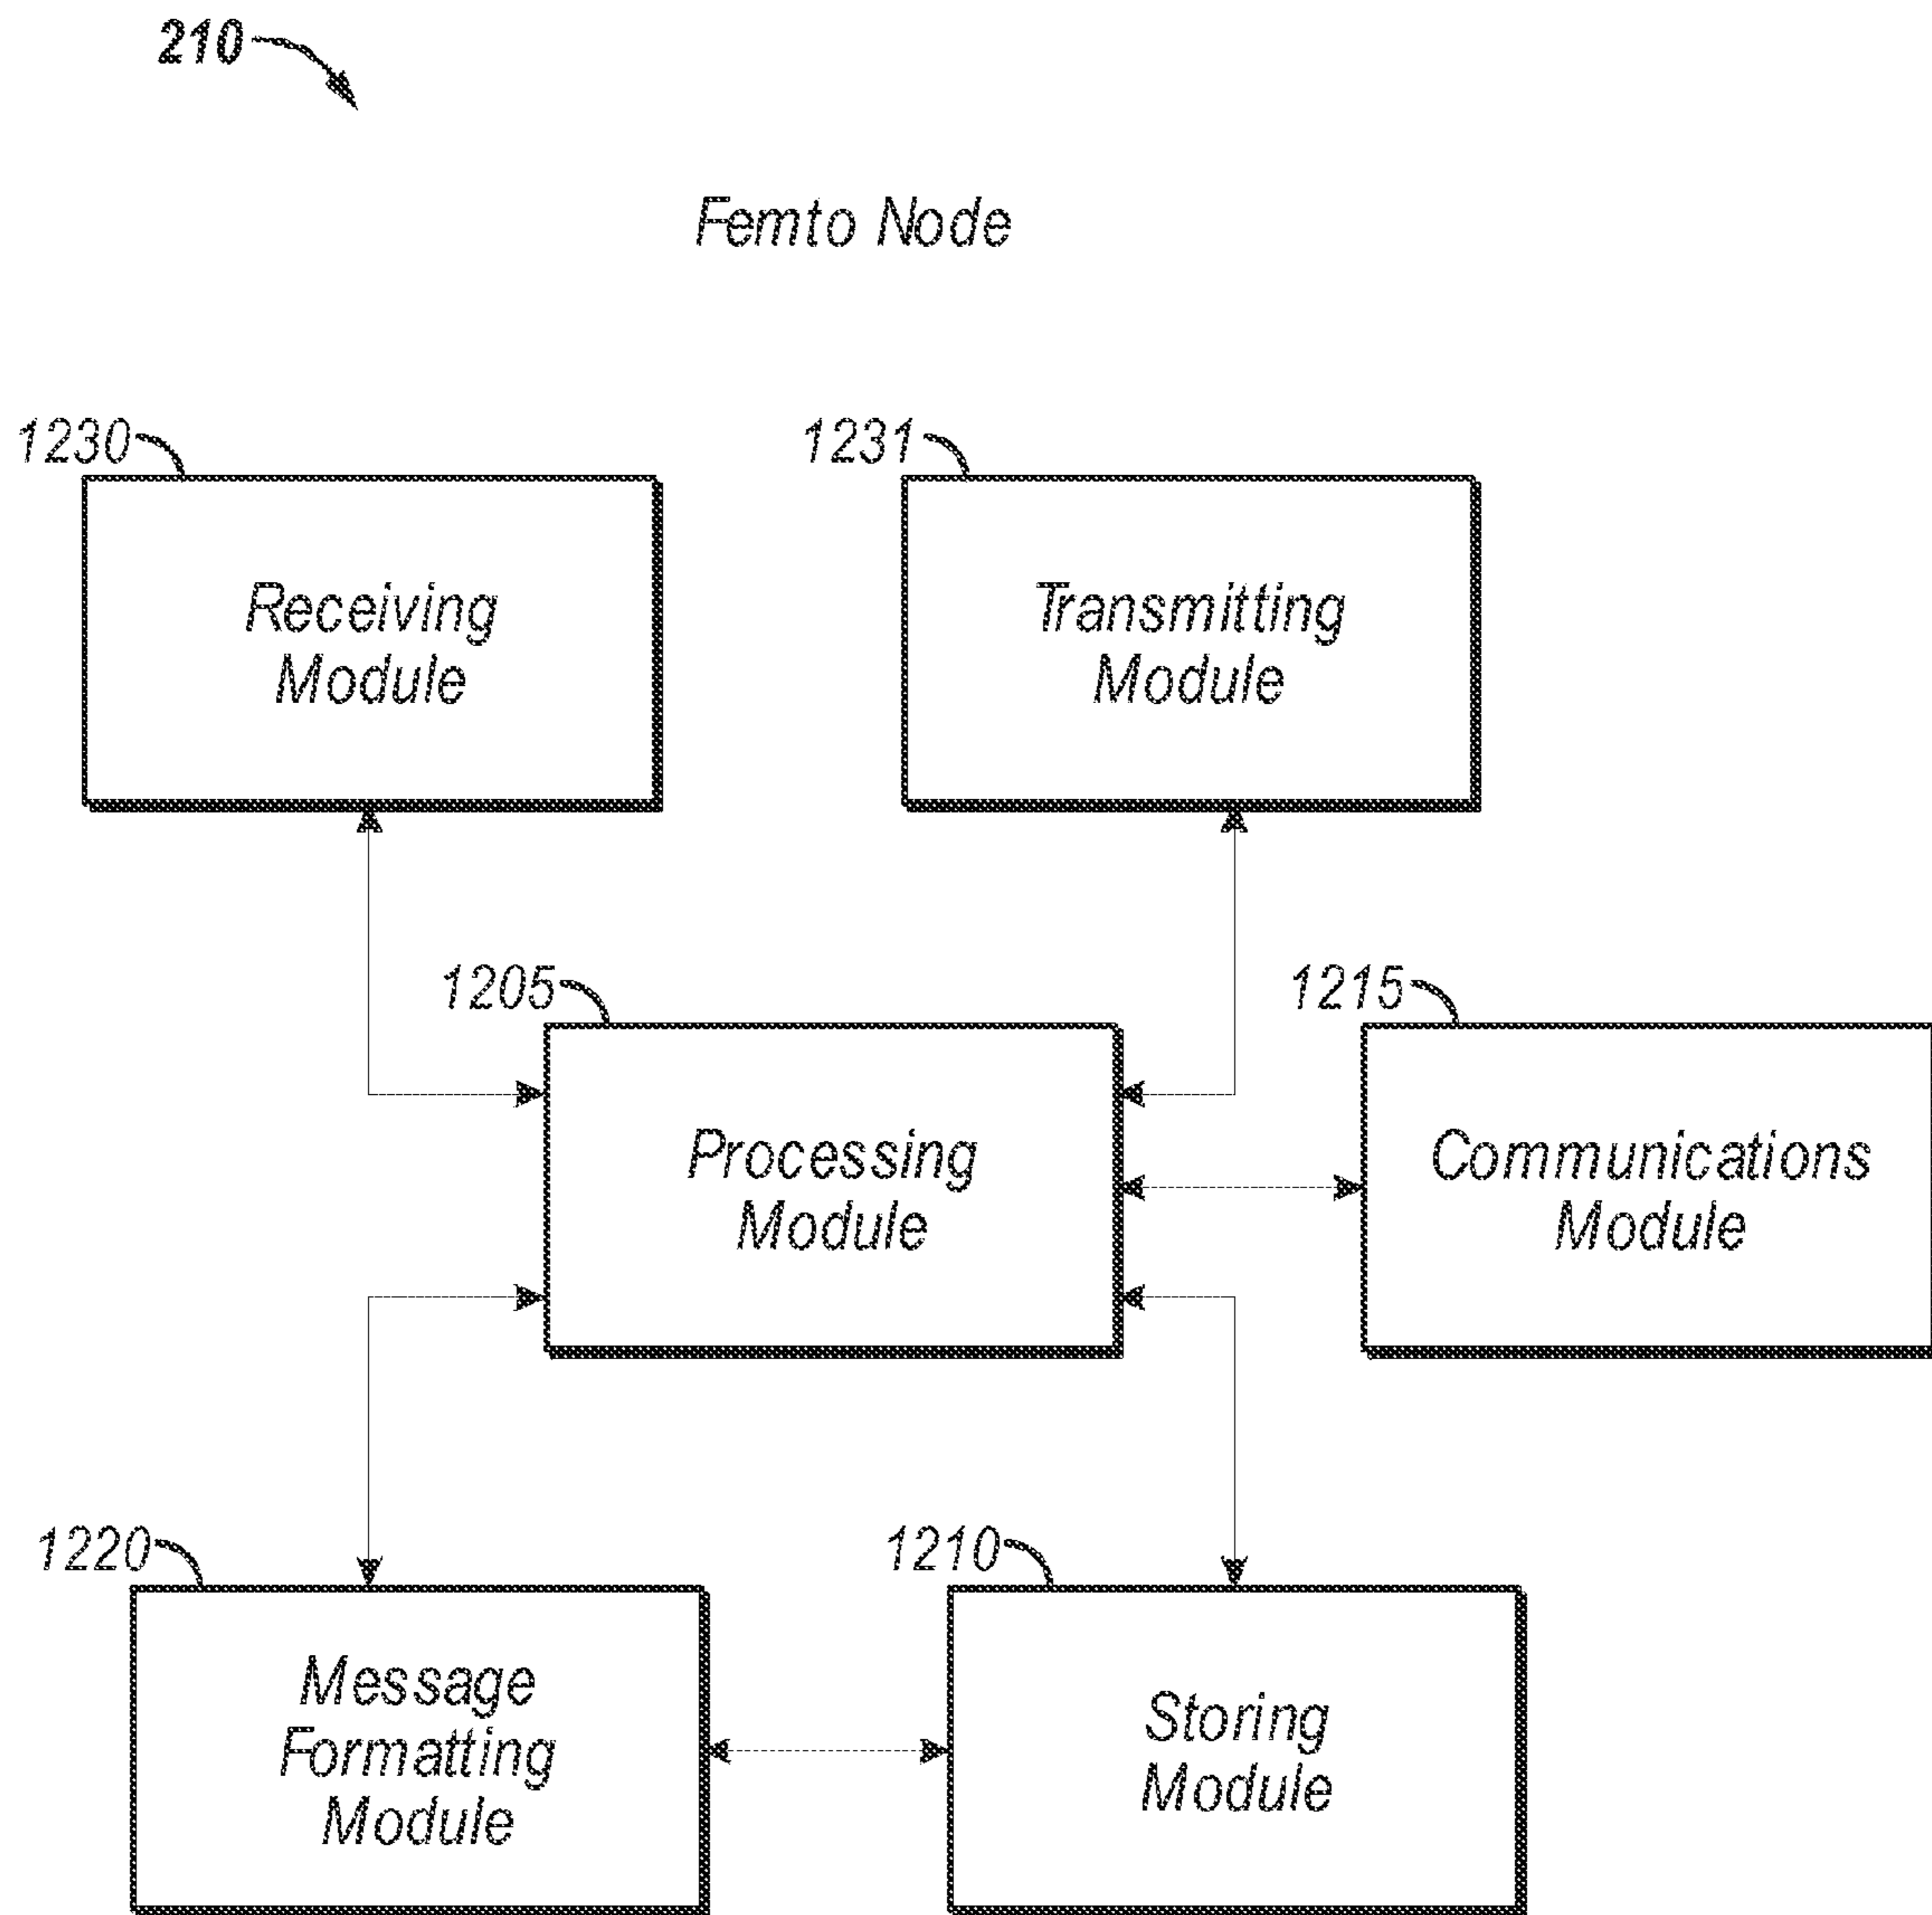 210
Femto Node
1230
Receiving
Module
1231
Transmitting
Module
1205
Processing
Module
1215
Communications
Module
1220
Message
Formatting
Module
1210
Storing
Module